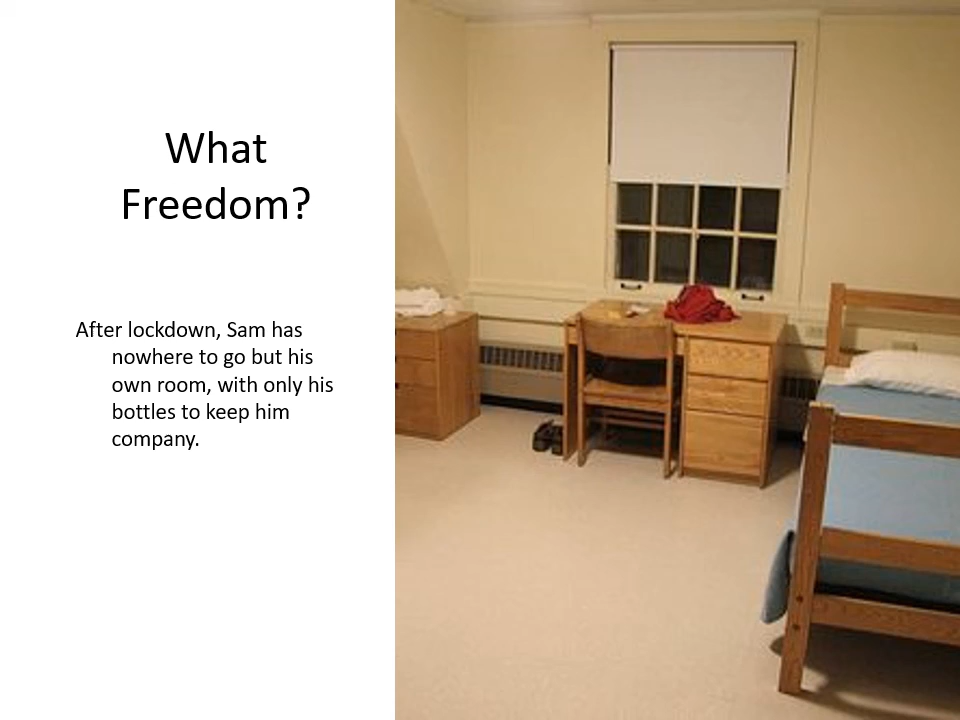 What
Freedom?
After lockdown, Sam has
nowhere to go but his
own room, with only his
bottles to keep him
company.